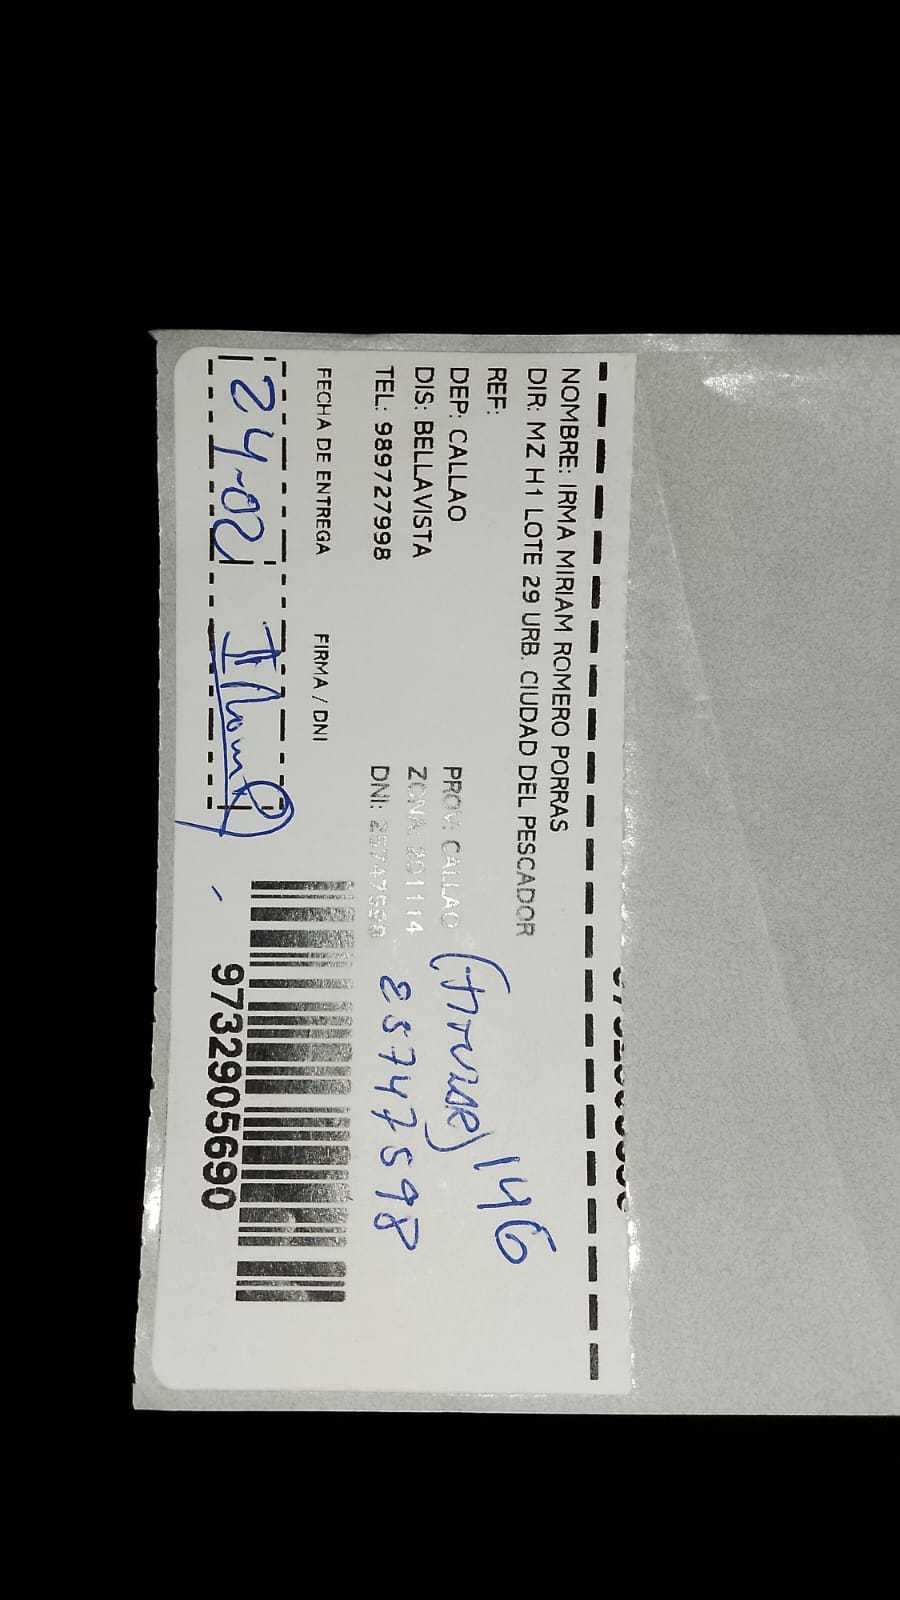 NOMBRE: IRMA MIRIAM ROMERO PORRAS
DIR: MZ H1 LOTE 29 URB. CIUDAD DEL PESCADOR
REF:
DEP: CALLAO PROV: CALLAO
DIS: BELLAVISTA ZONA: 201114
TEL: 989727998 DNI: 25747598
146
25747598
FECHA DE ENTREGA FIRMA / DNI
24-02
9732905690